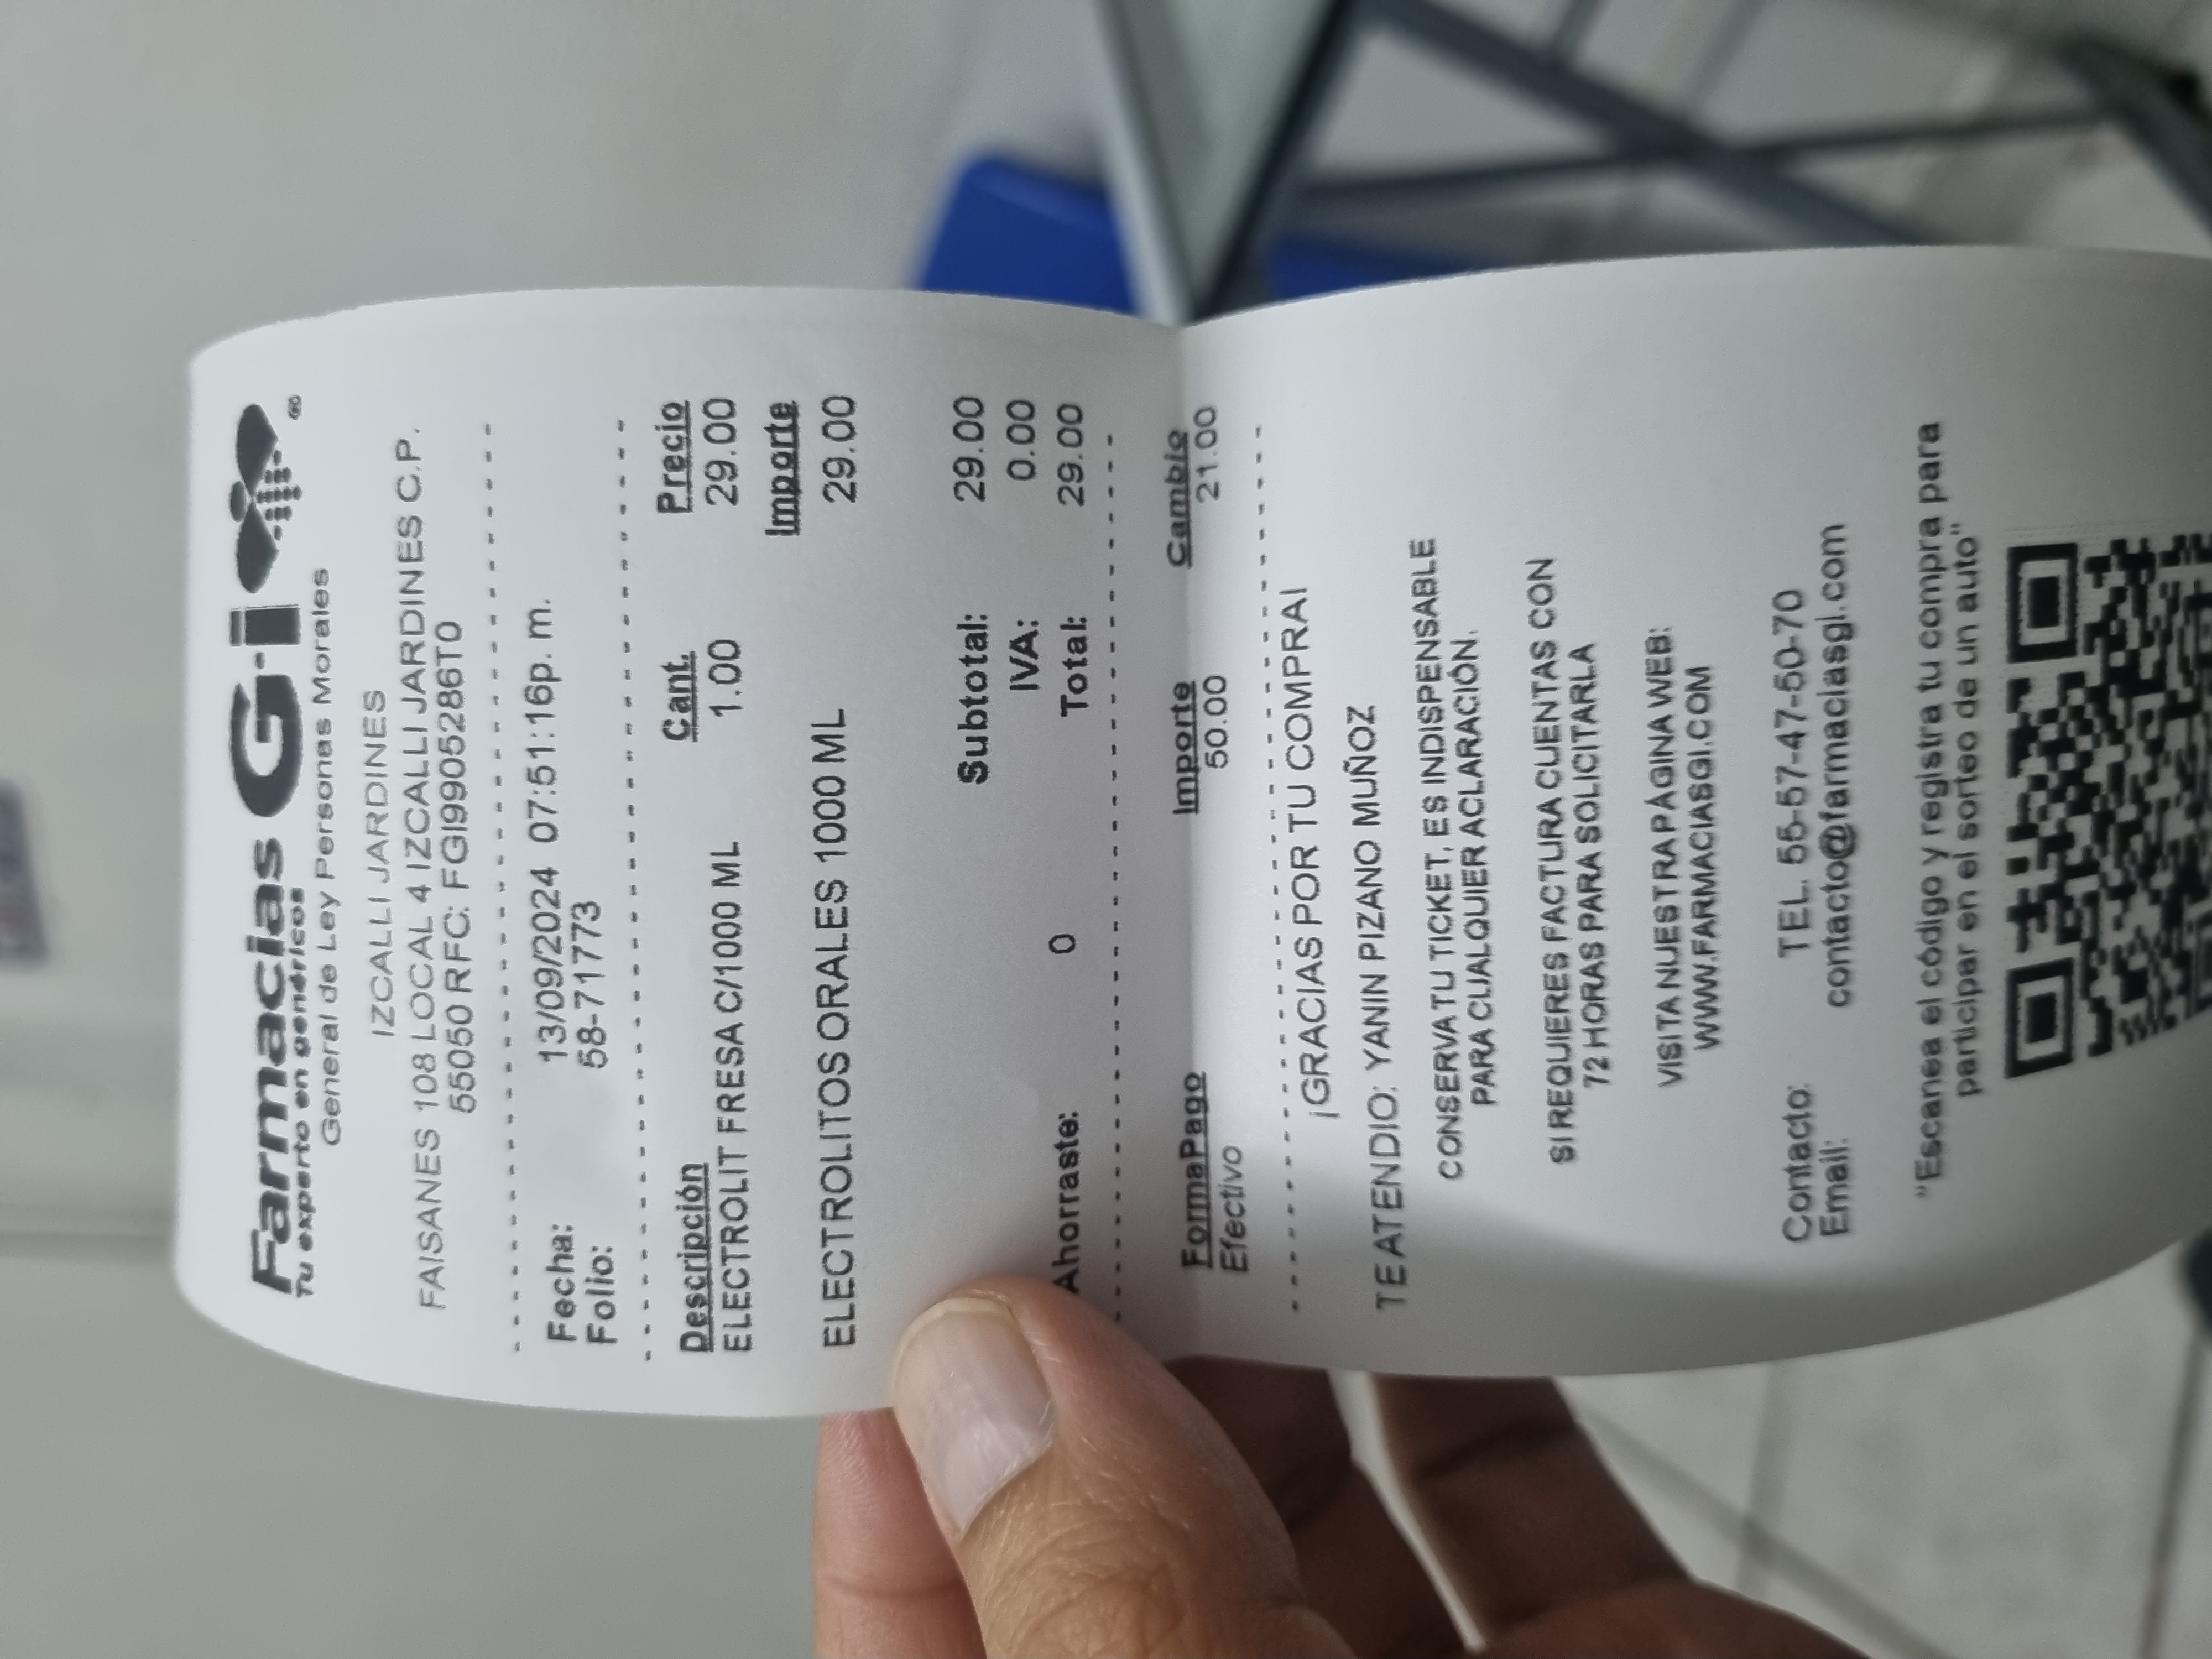 Farmacias G·i ®
Tu experto en genéricos
General de Ley Personas Morales
IZCALLI JARDINES
FAISANES 108 LOCAL 4 IZCALLI JARDINES C.P.
55050 RFC: FGI9905286T0
Fecha: 13/09/2024 07:51:16p. m.
Folio: 58-71773
Descripción Cant. Precio
ELECTROLIT FRESA C/1000 ML 1.00 29.00
Importe
ELECTROLITOS ORALES 1000 ML 29.00
Subtotal: 29.00
IVA: 0.00
Ahorraste: 0 Total: 29.00
FormaPago Importe Cambio
Efectivo 50.00 21.00
¡GRACIAS POR TU COMPRA!
TE ATENDIO: YANIN PIZANO MUÑOZ
CONSERVA TU TICKET, ES INDISPENSABLE
PARA CUALQUIER ACLARACIÓN.
SI REQUIERES FACTURA CUENTAS CON
72 HORAS PARA SOLICITARLA
VISITA NUESTRA PÁGINA WEB:
WWW.FARMACIASGI.COM
Contacto: TEL. 55-57-47-50-70
Email: contacto@farmaciasgi.com
"Escanea el código y registra tu compra para
participar en el sorteo de un auto"